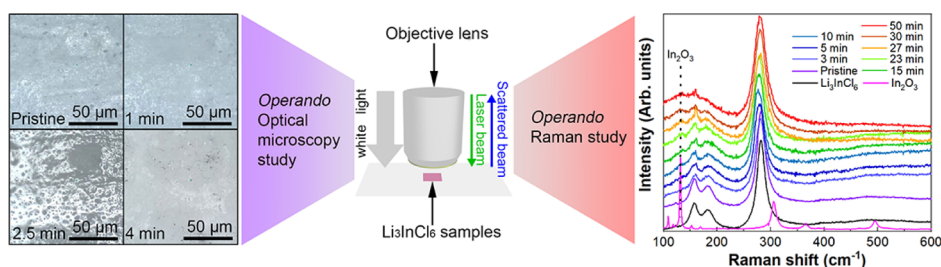 50 µm
50 µm
Pristine
1 min
50 µm
50 µm
2.5 min
4 min
Operando
Optical
microscopy
study
Objective lens
white light
Laser beam
Scattered beam
Li₃InCl₆ samples
Operando
Raman study
Intensity (Arb. units)
In₂O₃
10 min
5 min
3 min
Pristine
Li₃InCl₆
50 min
30 min
27 min
23 min
15 min
In₂O₃
100 200 300 400 500 600
Raman shift (cm⁻¹)